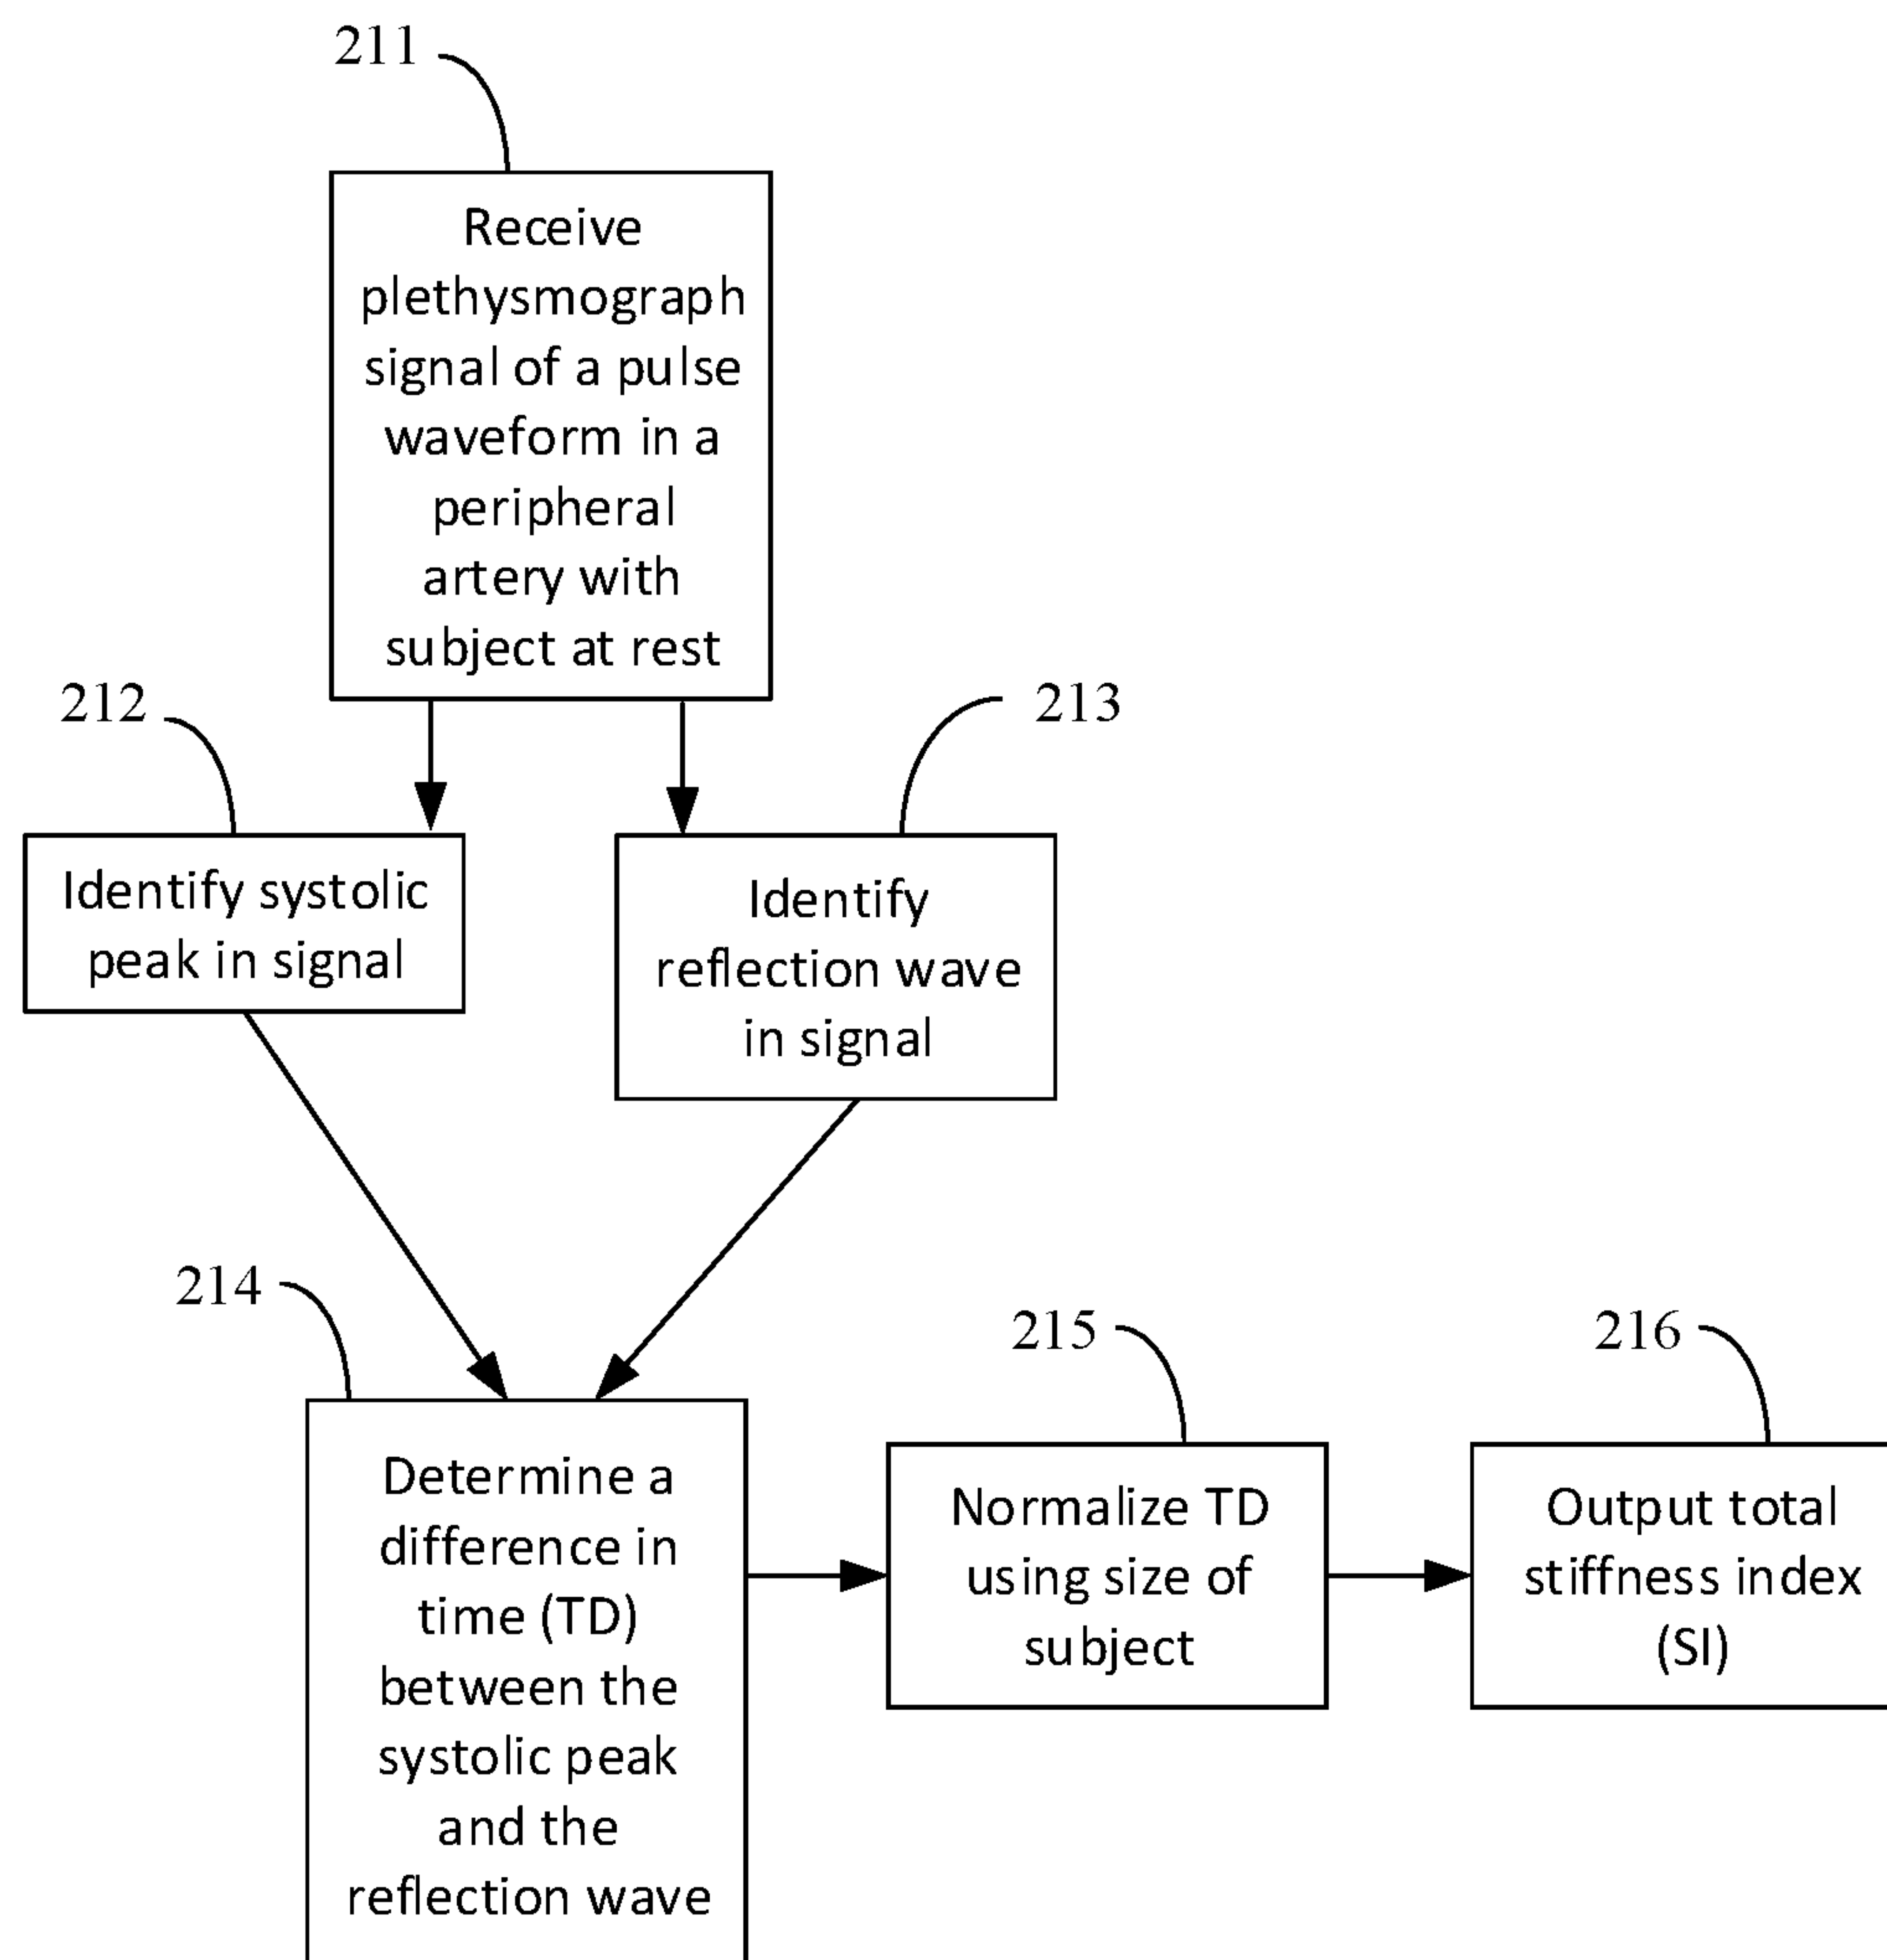 211
Receive
plethysmograph
signal of a pulse
waveform in a
peripheral
artery with
subject at rest
212
213
Identify systolic
peak in signal
Identify
reflection wave
in signal
214
215
216
Determine a
difference in
time (TD)
between the
systolic peak
and the
reflection wave
Normalize TD
using size of
subject
Output total
stiffness index
(SI)